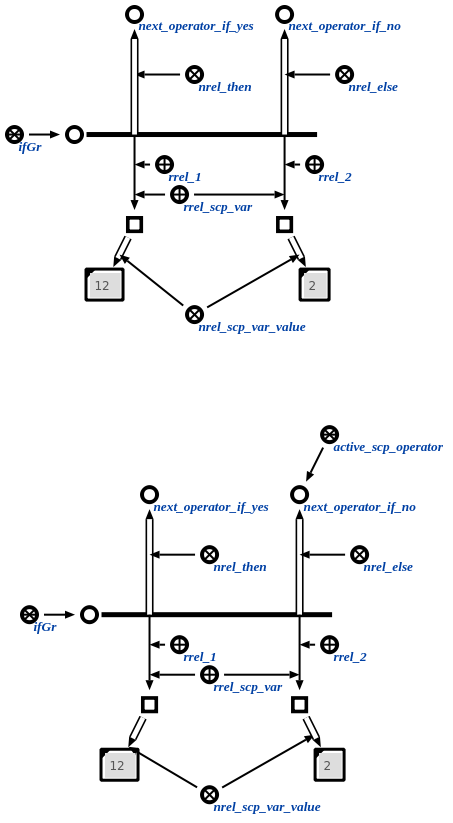 next_operator_if_yes next_operator_if_no
nrel_then nrel_else
ifGr
rrel_1 rrel_2
rrel_scp_var
12 2
nrel_scp_var_value
active_scp_operator
next_operator_if_yes next_operator_if_no
nrel_then nrel_else
ifGr
rrel_1 rrel_2
rrel_scp_var
12 2
nrel_scp_var_value